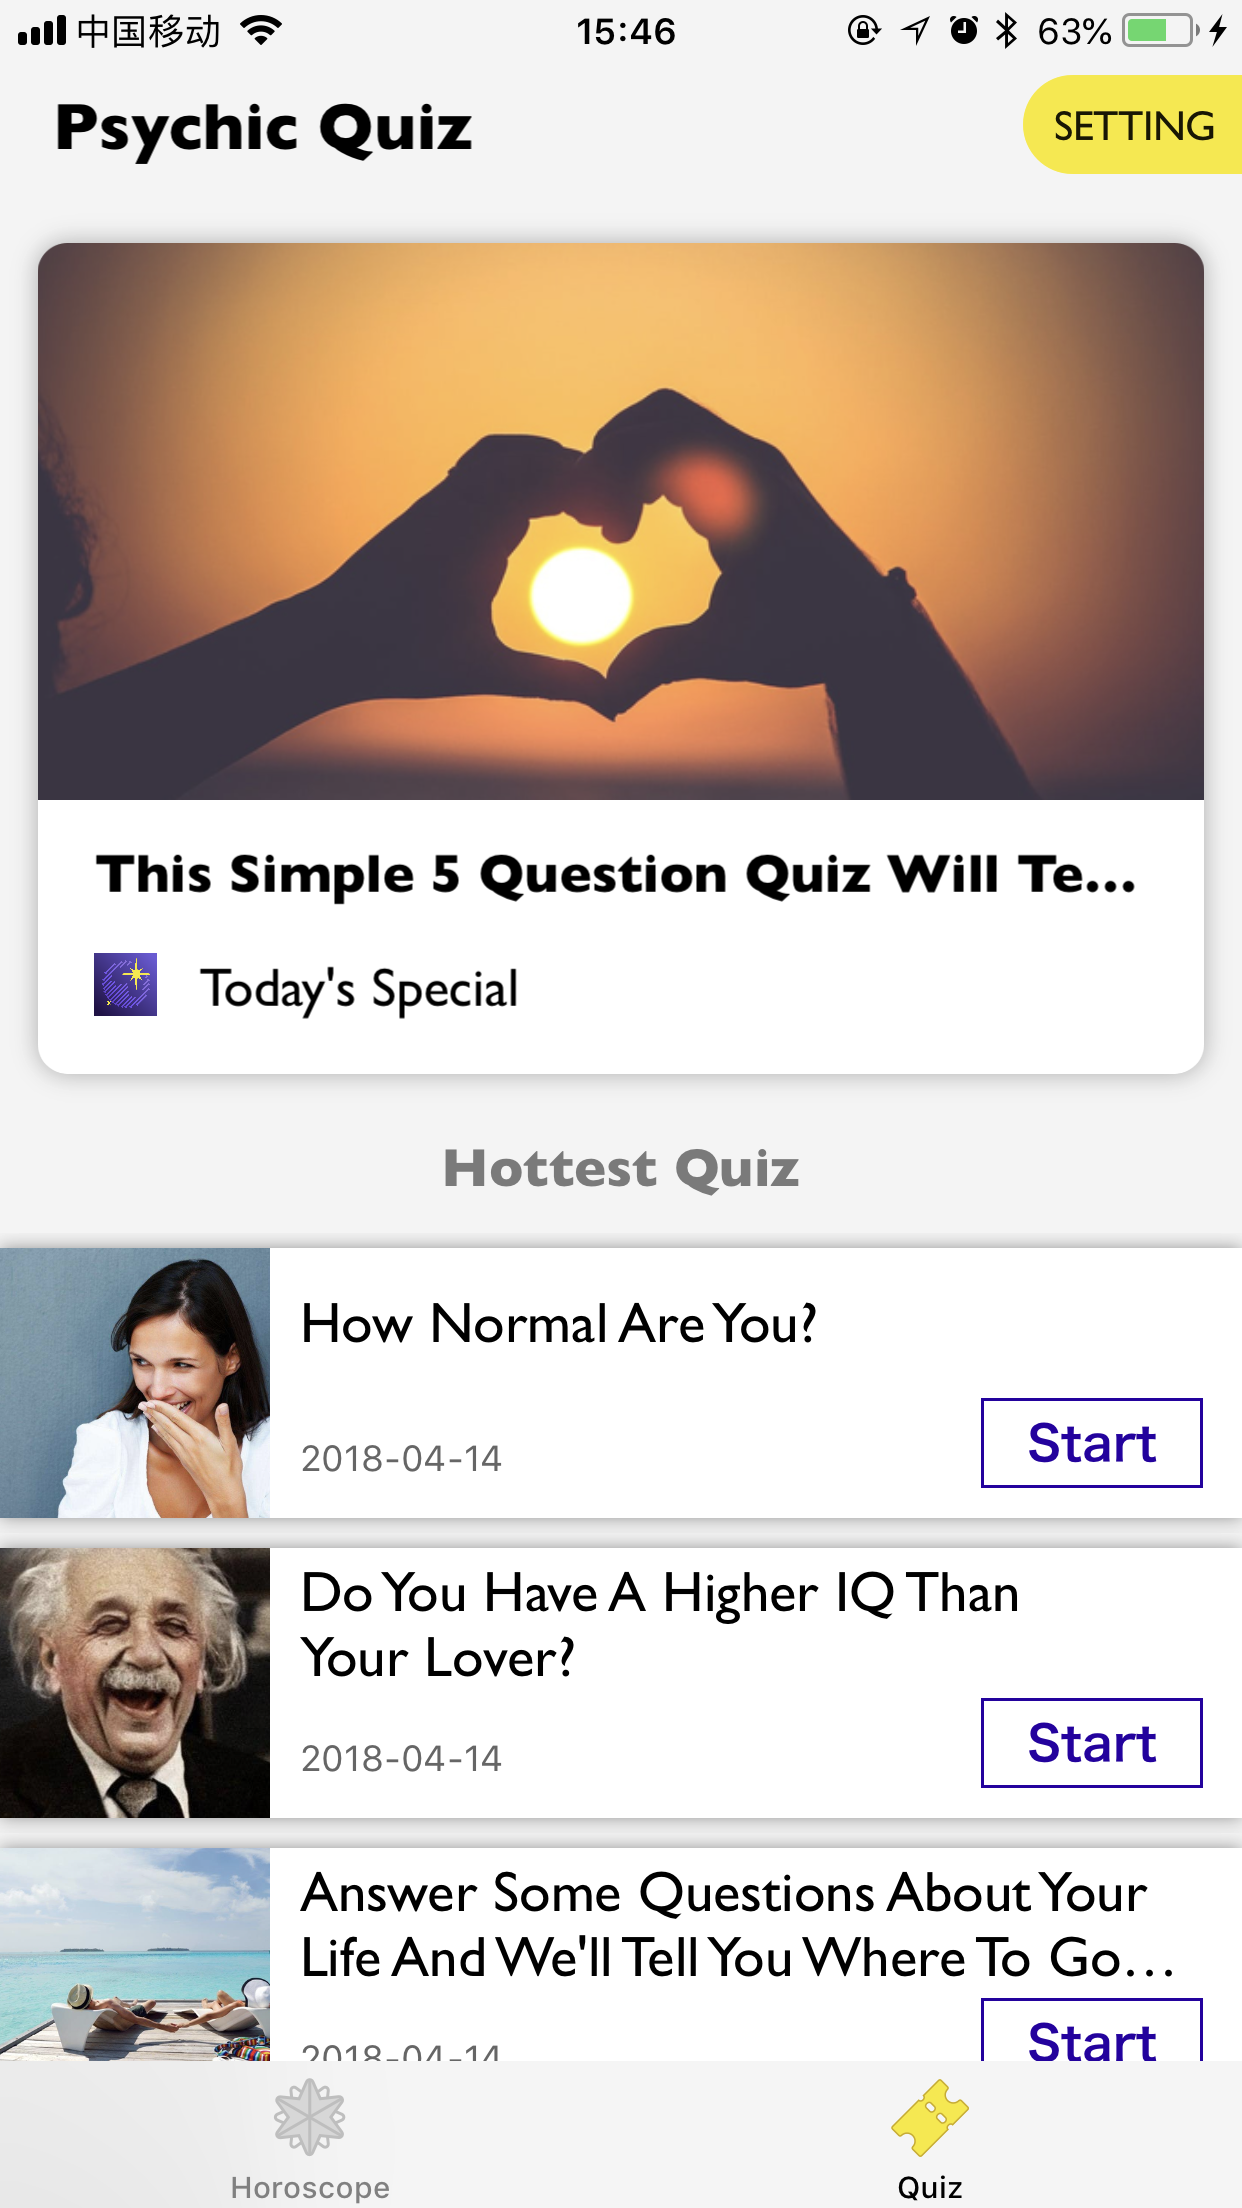 中国移动
15:46
63%
Psychic Quiz
SETTING
This Simple 5 Question Quiz Will Te...
Today's Special
Hottest Quiz
How Normal Are You?
2018-04-14
Start
Do You Have A Higher IQ Than
Your Lover?
2018-04-14
Start
Answer Some Questions About Your
Life And We'll Tell You Where To Go...
2018-04-14
Start
Horoscope
Quiz